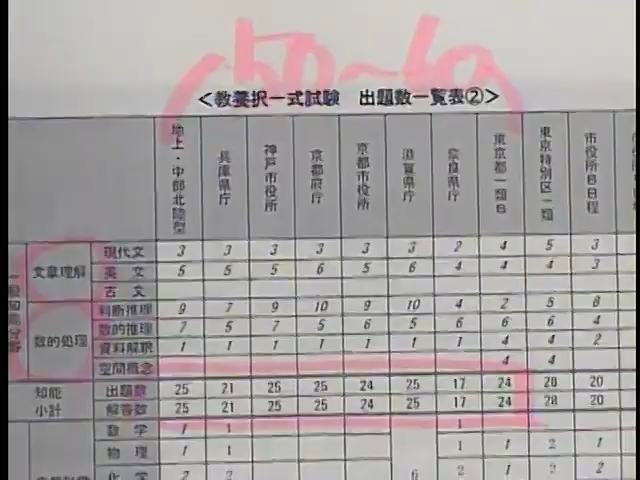 50~60
<教養択一式試験 出題数一覧表②>
地上・中部北陸型 兵庫県庁 神戸市役所 京都府庁 京都市役所 滋賀県庁 奈良県庁 東京都一類B 東京特別区一類 市役所B日程
文章理解 現代文 3 3 3 3 3 3 2 4 5 3
英文 5 5 5 6 5 6 4 4 4 3
古文
数的処理 判断推理 9 7 9 10 9 10 4 2 5 8
数的推理 7 5 7 5 6 5 6 6 6 4
資料解釈 1 1 1 1 1 1 1 4 4 2
空間概念 4 4
知能 出題数 25 21 25 25 24 25 17 24 28 20
小計 解答数 25 21 25 25 24 25 17 24 28 20
数学 1 1 1
物理 1 1 1 1 2 1
化学 2 2 6 2 1 2